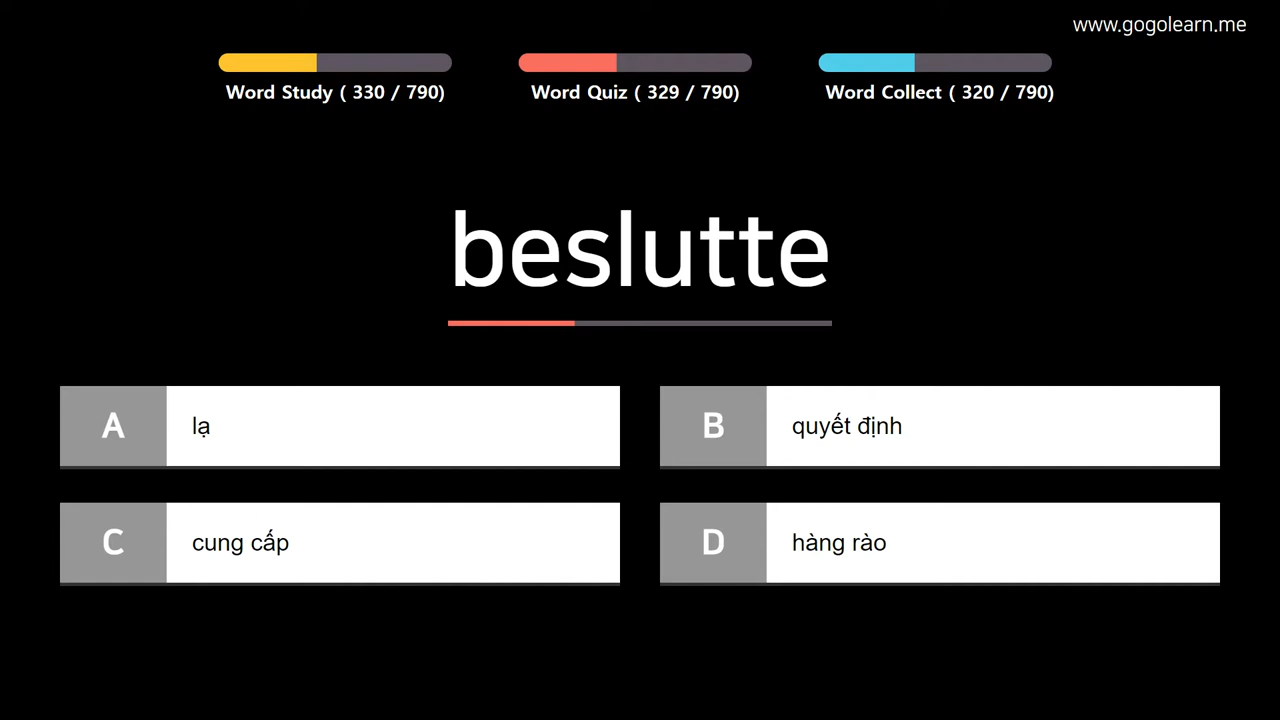 www.gogolearn.me
Word Study ( 330 / 790)
Word Quiz ( 329 / 790)
Word Collect ( 320 / 790)
beslutte
A lạ
B quyết định
C cung cấp
D hàng rào